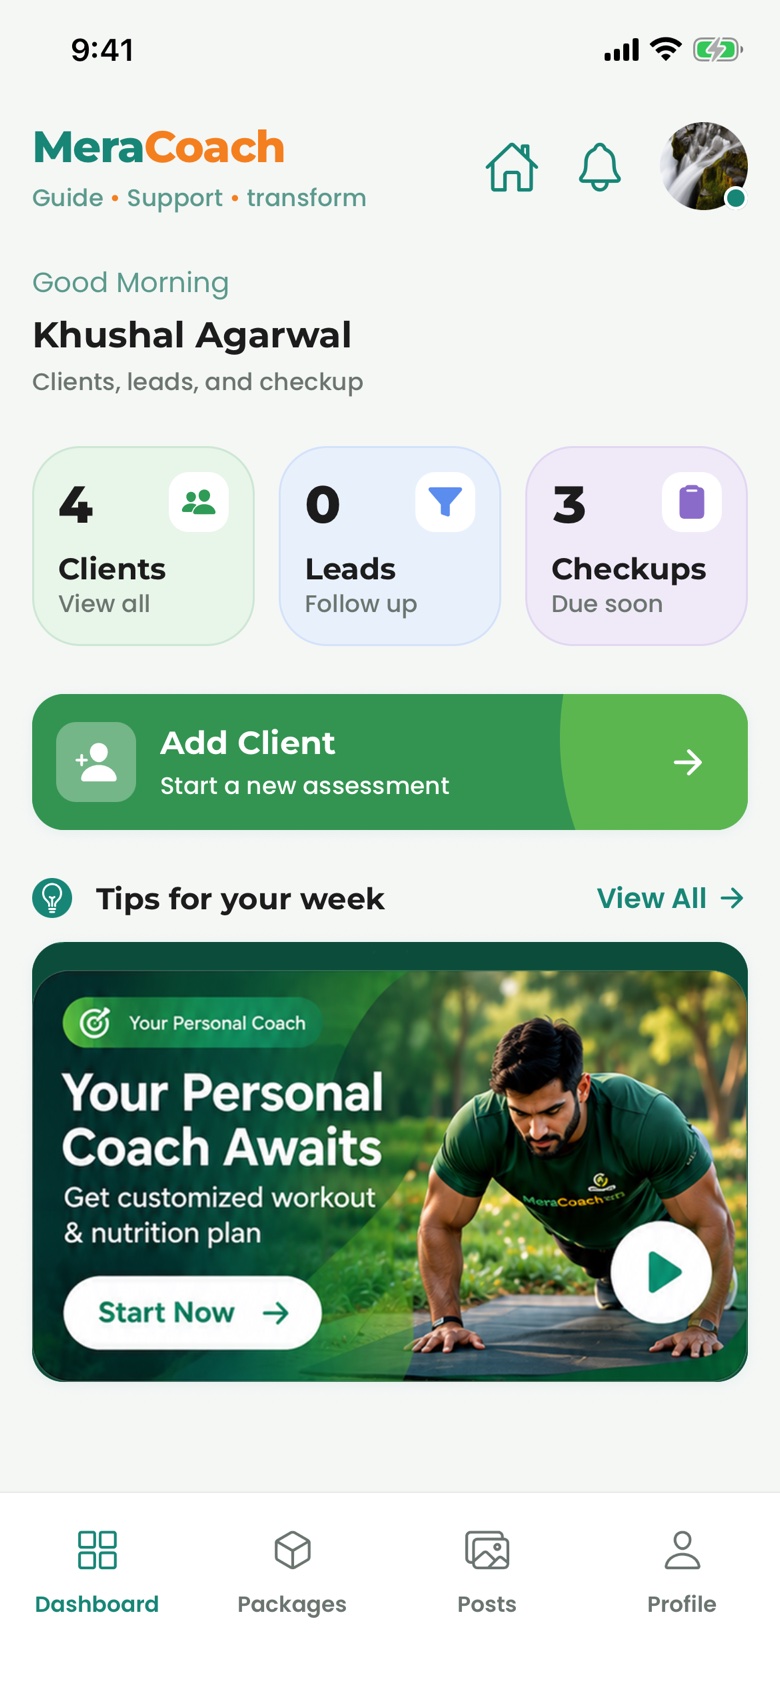 9:41
MeraCoach
Guide • Support • transform
Good Morning
Khushal Agarwal
Clients, leads, and checkup
4
Clients
View all
0
Leads
Follow up
3
Checkups
Due soon
Add Client
Start a new assessment
Tips for your week
View All
Your Personal Coach
Your Personal
Coach Awaits
Get customized workout
& nutrition plan
Start Now
MeraCoach
Dashboard
Packages
Posts
Profile